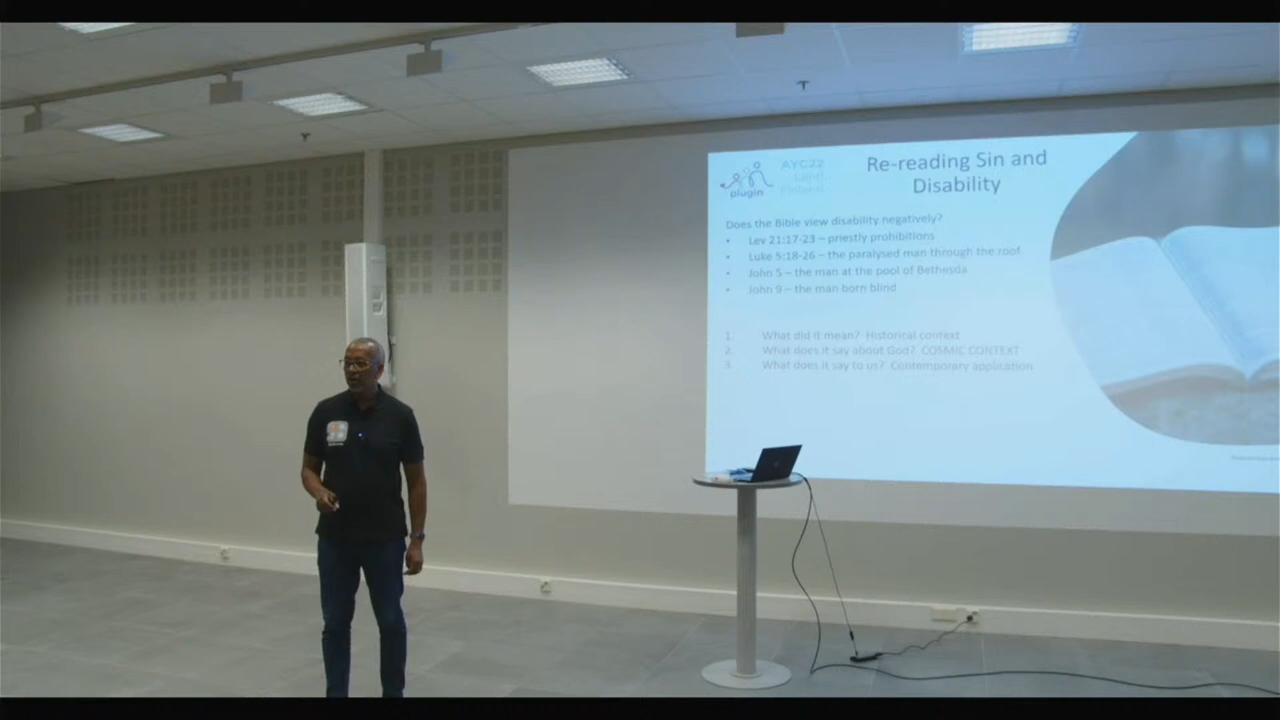 plugin
AYC22
Lahti,
Finland
Re-reading Sin and
Disability
Does the Bible view disability negatively?
• Lev 21:17-23 – priestly prohibitions
• Luke 5:18-26 – the paralysed man through the roof
• John 5 – the man at the pool of Bethesda
• John 9 – the man born blind
1. What did it mean? Historical context
2. What does it say about God? COSMIC CONTEXT
3. What does it say to us? Contemporary application